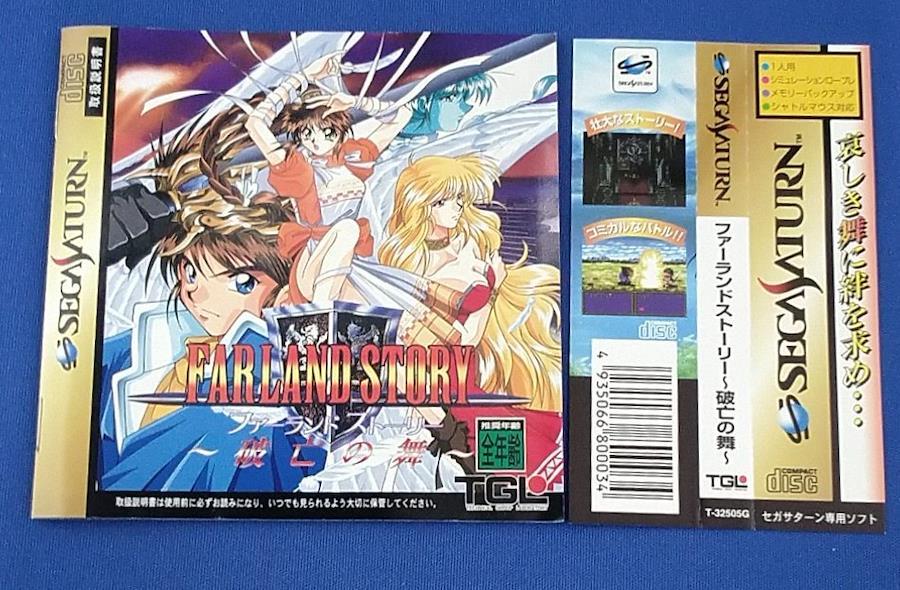 取扱説明書
disc
SEGA SATURN™
FARLAND STORY
ファーランド ストーリー
～破亡の舞～
推奨年齢
全年齢
TGL
取扱説明書は使用前に必ずお読みになり、いつでも見られるよう大切に保管してください。
SEGA SATURN
壮大なストーリー!
コミカルなバトル!!
disc
4 935066 800034
SEGA SATURN™
ファーランドストーリー～破亡の舞～
TGL
T-32505G
1人用
シミュレーションロープレ
メモリーバックアップ
シャトルマウス対応
SEGA SATURN™
COMPACT
disc
セガサターン専用ソフト
哀しき舞に絆を求め…